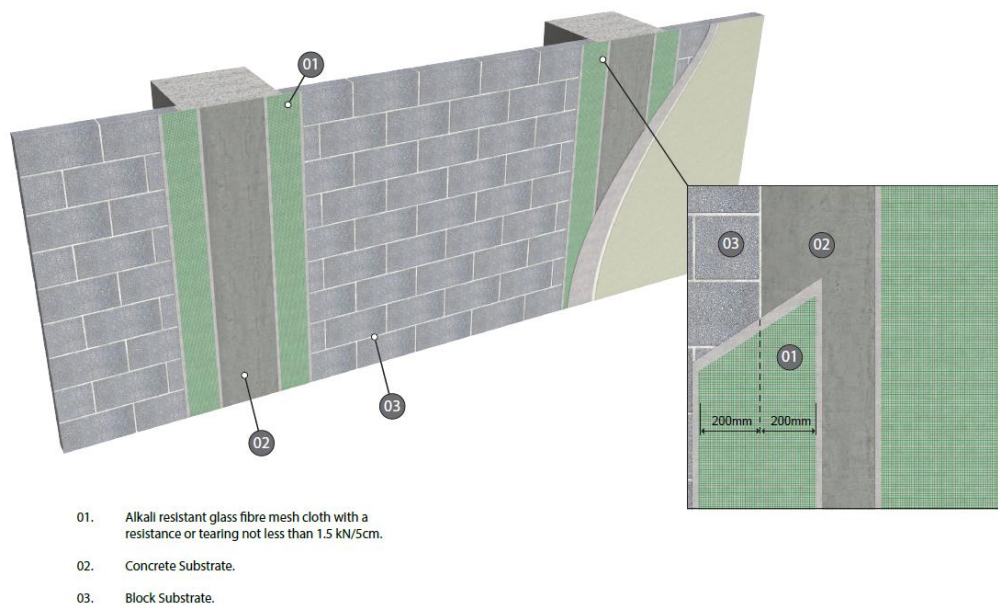 01
03
02
01
200mm 200mm
02
03
01. Alkali resistant glass fibre mesh cloth with a
resistance or tearing not less than 1.5 kN/5cm.
02. Concrete Substrate.
03. Block Substrate.